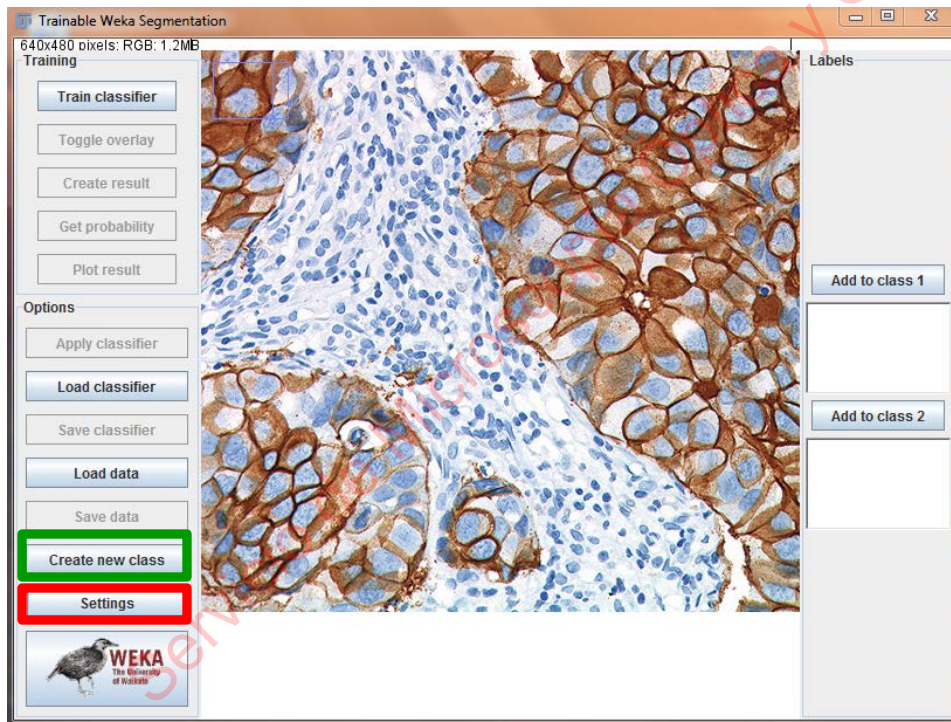 Trainable Weka Segmentation
640x480 pixels: RGB: 1.2MB
Training
Train classifier
Toggle overlay
Create result
Get probability
Plot result
Options
Apply classifier
Load classifier
Save classifier
Load data
Save data
Create new class
Settings
WEKA
The University
of Waikato
Labels
Add to class 1
Add to class 2